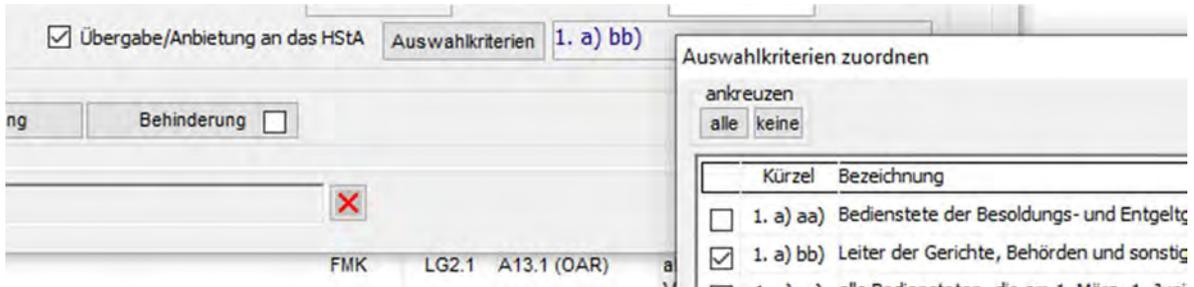 Übergabe/Anbietung an das HStA Auswahlkriterien 1. a) bb)
ng Behinderung
FMK LG2.1 A13.1 (OAR)
Auswahlkriterien zuordnen
ankreuzen
alle keine
Kürzel Bezeichnung
1. a) aa) Bedienstete der Besoldungs- und Entgeltg
1. a) bb) Leiter der Gerichte, Behörden und sonstig